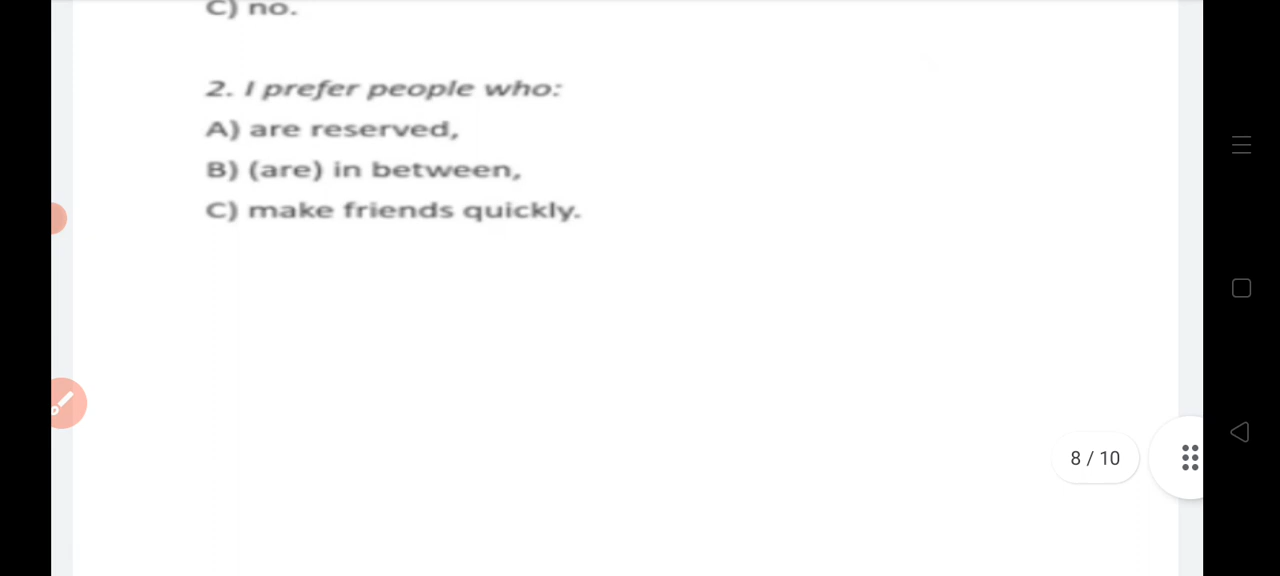 C) no.
2. I prefer people who:
A) are reserved,
B) (are) in between,
C) make friends quickly.
8 / 10